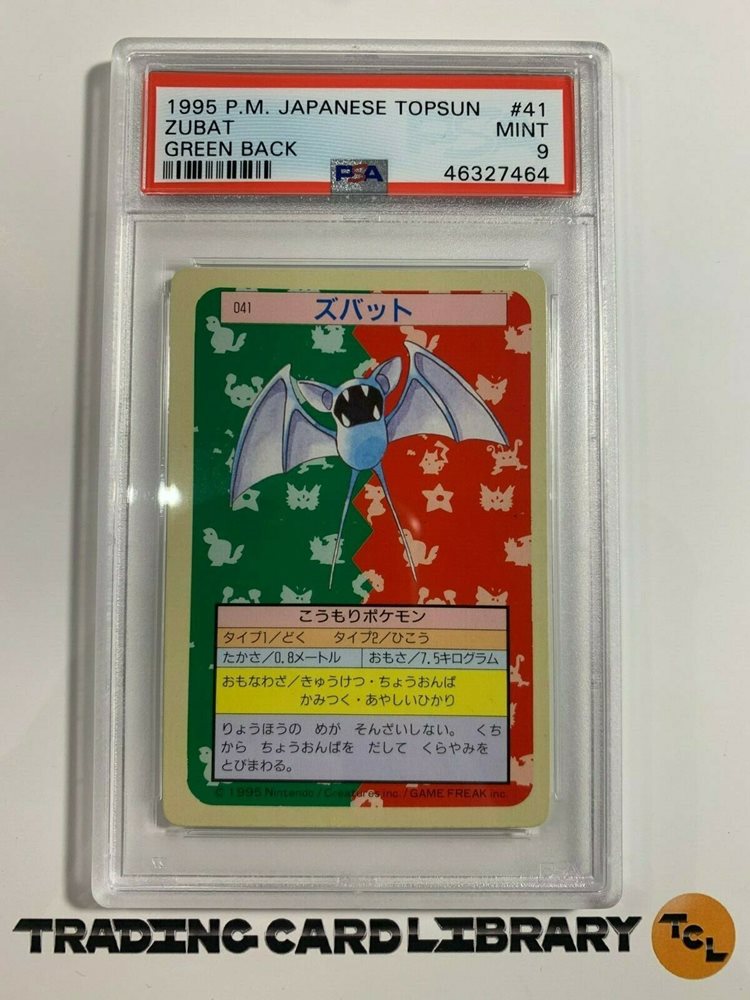 1995 P.M. JAPANESE TOPSUN #41
ZUBAT MINT
GREEN BACK 9
PSA 46327464
041 ズバット
こうもりポケモン
タイプ1/どく タイプ2/ひこう
たかさ/0.8メートル おもさ/7.5キログラム
おもなわざ/きゅうけつ・ちょうおんぱ
かみつく・あやしいひかり
りょうほうの めが そんざいしない。 くち
から ちょうおんぱを だして くらやみを
とびまわる。
© 1995 Nintendo / Creatures inc. / GAME FREAK inc.
TRADING CARD LIBRARY TCL